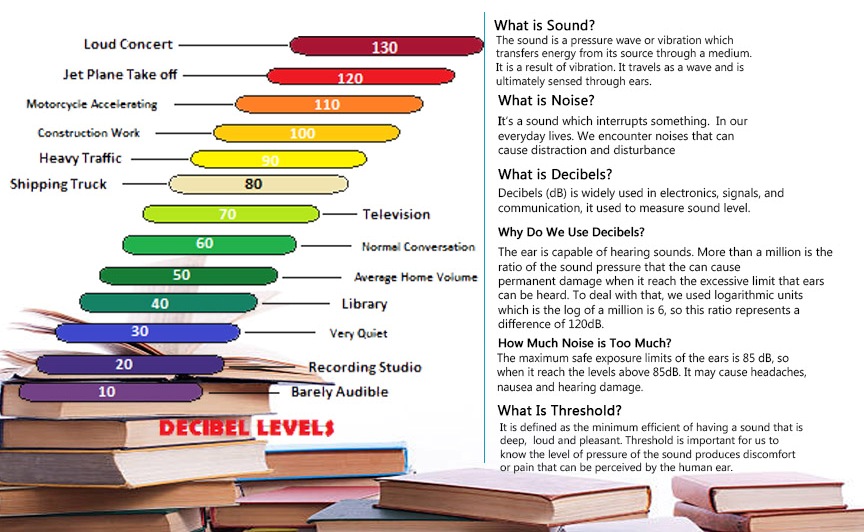 Loud Concert 130
Jet Plane Take off 120
Motorcycle Accelerating 110
Construction Work 100
Heavy Traffic 90
Shipping Truck 80
70 Television
60 Normal Conversation
50 Average Home Volume
40 Library
30 Very Quiet
20 Recording Studio
10 Barely Audible
DECIBEL LEVELS
What is Sound?
The sound is a pressure wave or vibration which
transfers energy from its source through a medium.
It is a result of vibration. It travels as a wave and is
ultimately sensed through ears.
What is Noise?
It's a sound which interrupts something. In our
everyday lives. We encounter noises that can
cause distraction and disturbance
What is Decibels?
Decibels (dB) is widely used in electronics, signals, and
communication, it used to measure sound level.
Why Do We Use Decibels?
The ear is capable of hearing sounds. More than a million is the
ratio of the sound pressure that the can cause
permanent damage when it reach the excessive limit that ears
can be heard. To deal with that, we used logarithmic units
which is the log of a million is 6, so this ratio represents a
difference of 120dB.
How Much Noise is Too Much?
The maximum safe exposure limits of the ears is 85 dB, so
when it reach the levels above 85dB. It may cause headaches,
nausea and hearing damage.
What Is Threshold?
It is defined as the minimum efficient of having a sound that is
deep, loud and pleasant. Threshold is important for us to
know the level of pressure of the sound produces discomfort
or pain that can be perceived by the human ear.